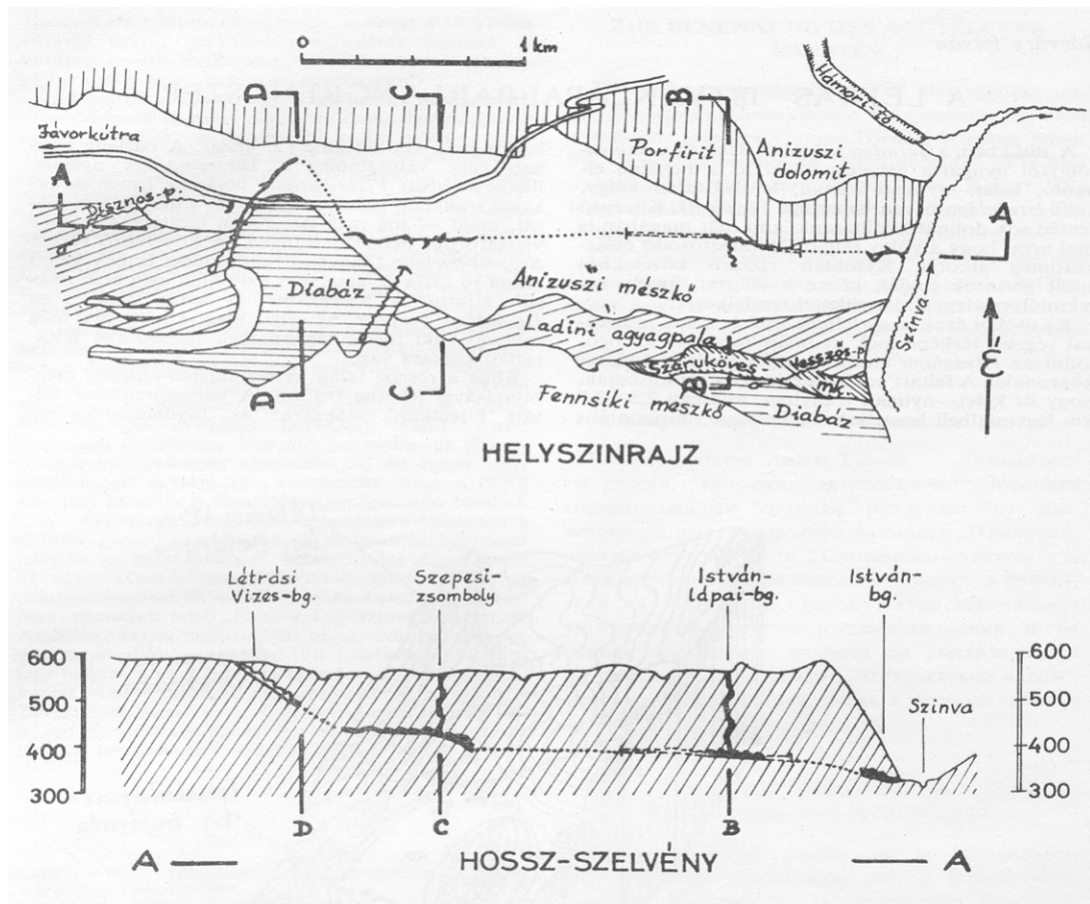 0 1 km
Hámori-tó
Jávorkútra
D
C
B
Porfirit
Anizuszi
dolomit
A
Disznós-p.
A
Diabáz
Anizuszi mészkő
Ladini agyagpala
Szinva
Vesszős-p.
Szaruköves
mk.
B
Fennsiki mészkő
Diabáz
D
C
É
HELYSZINRAJZ
Létrási
Vizes-bg.
Szepesi-
zsomboly
István-
lápai-bg.
István-
bg.
600
500
400
300
600
500
400
300
Szinva
D
C
B
A
HOSSZ-SZELVÉNY
A